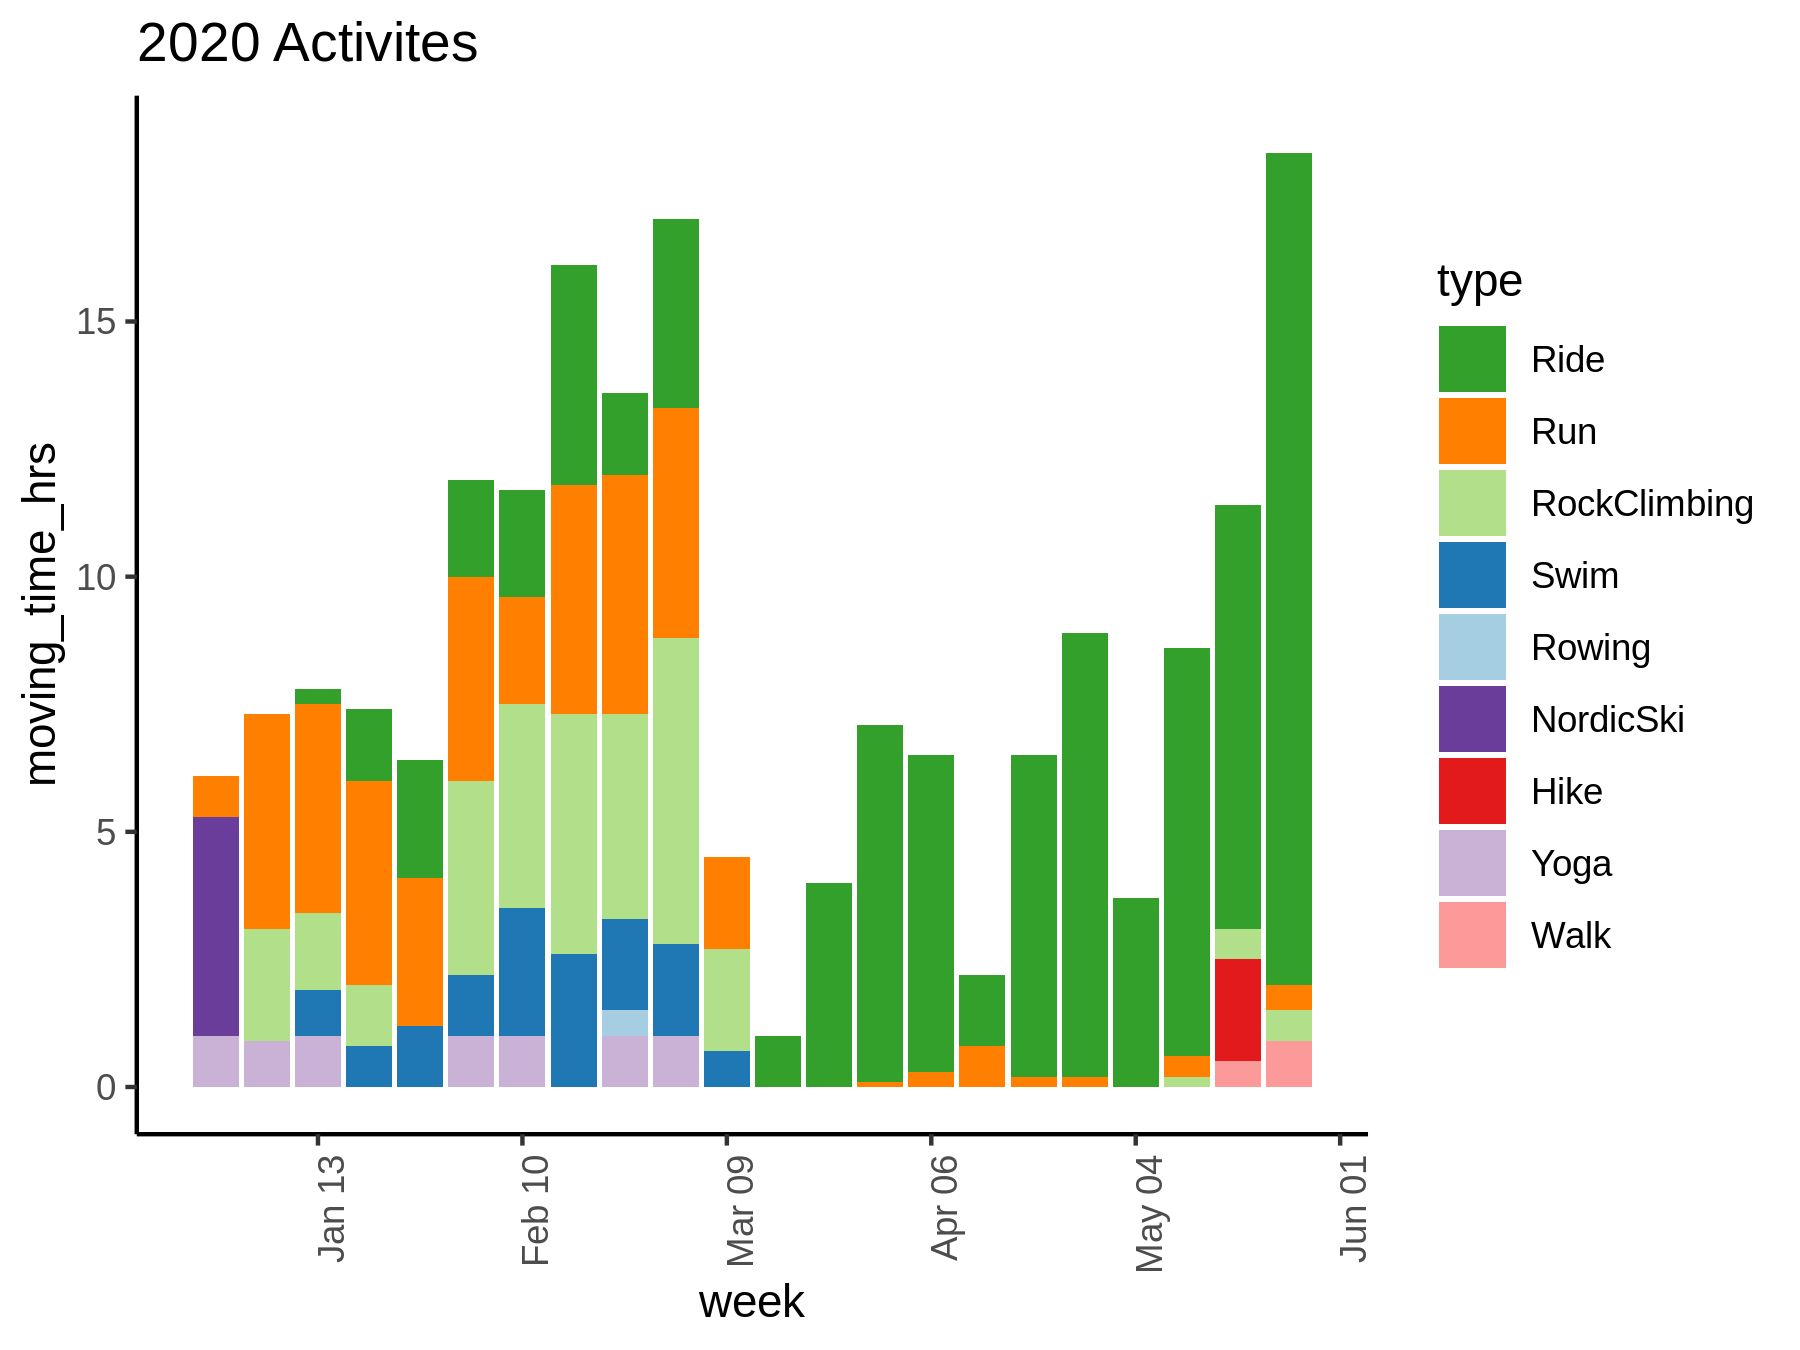 2020 Activites
moving_time_hrs
15
10
5
0
Jan 13
Feb 10
Mar 09
Apr 06
May 04
Jun 01
week
type
Ride
Run
RockClimbing
Swim
Rowing
NordicSki
Hike
Yoga
Walk